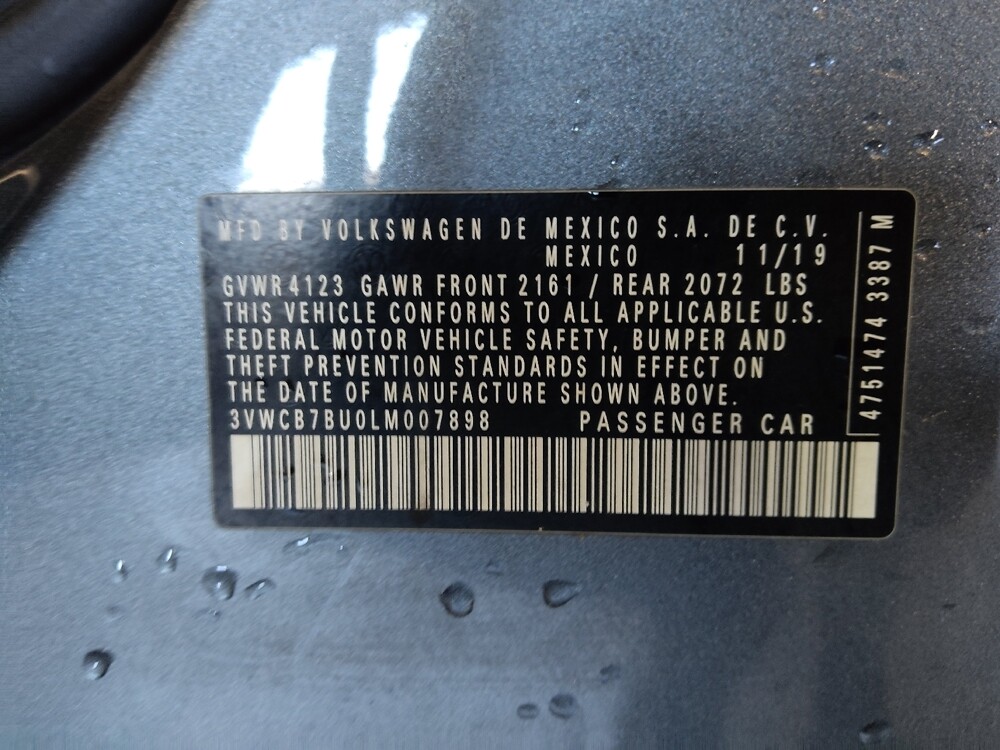 MFD BY VOLKSWAGEN DE MEXICO S.A. DE C.V.
MEXICO 11/19
GVWR 4123 GAWR FRONT 2161 / REAR 2072 LBS
THIS VEHICLE CONFORMS TO ALL APPLICABLE U.S.
FEDERAL MOTOR VEHICLE SAFETY, BUMPER AND
THEFT PREVENTION STANDARDS IN EFFECT ON
THE DATE OF MANUFACTURE SHOWN ABOVE.
3VWCB7BU0LM007898 PASSENGER CAR
4751474 3387 M